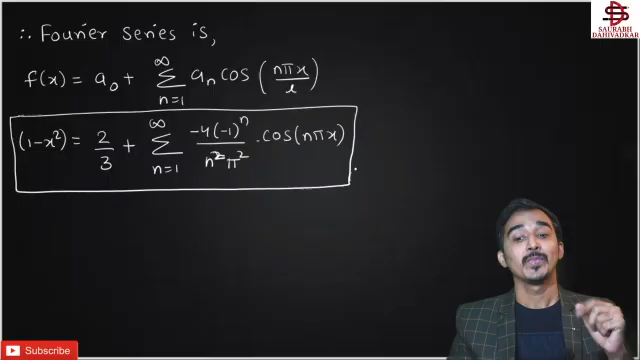 ∴ Fourier Series is,
f(x) = a₀ + ∞∑n=1 aₙ cos (nπx/l)
(1-x²) = 2/3 + ∞∑n=1 -4(-1)ⁿ/n²π² . cos(nπx) .
SAURABH
DAHIVADKAR
Subscribe